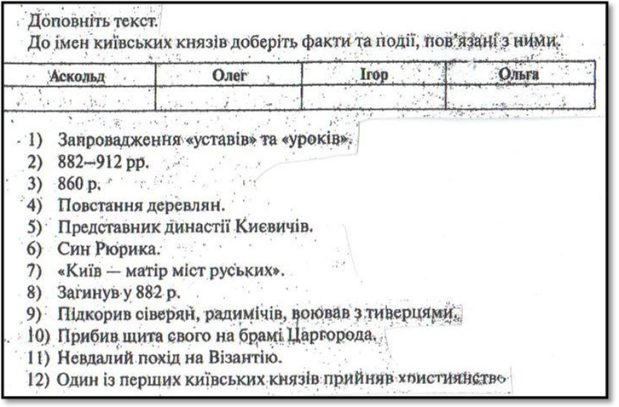 Доповніть текст.
До імен київських князів доберіть факти та події, пов'язані з ними.
Аскольд Олег Ігор Ольга
1) Запровадження «уставів» та «уроків».
2) 882–912 рр.
3) 860 р.
4) Повстання деревлян.
5) Представник династії Києвичів.
6) Син Рюрика.
7) «Київ — матір міст руських».
8) Загинув у 882 р.
9) Підкорив сіверян, радимічів, воював з тиверцями.
10) Прибив щита свого на брамі Царгорода.
11) Невдалий похід на Візантію.
12) Один із перших київських князів прийняв християнство